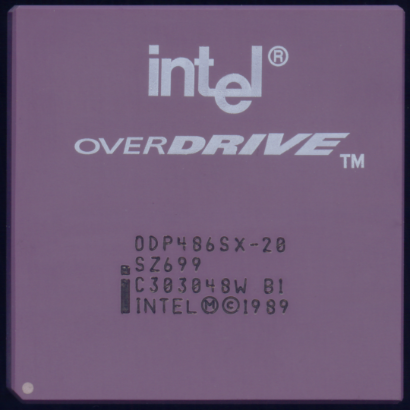 intel®
OVERDRIVE™
ODP486SX-20
SZ699
C303048W B1
INTEL Ⓜ©1989